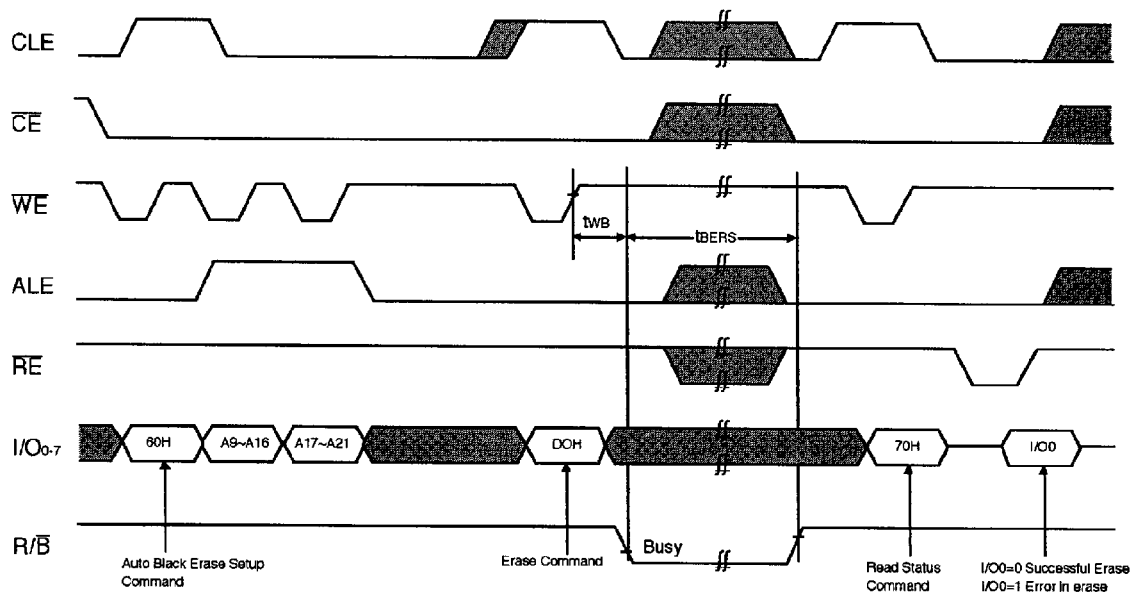 CLE
CE
WE
tWB
tBERS
ALE
RE
I/O0-7
60H
A9~A16
A17~A21
DOH
70H
I/O0
R/B
Busy
Auto Black Erase Setup
Command
Erase Command
Read Status
Command
I/O0=0 Successful Erase
I/O0=1 Error in erase